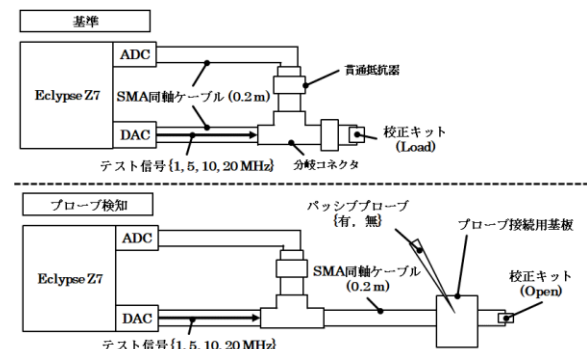 基準
ADC
Eclypse Z7
SMA同軸ケーブル(0.2 m)
貫通抵抗器
DAC
校正キット
(Load)
テスト信号{1, 5, 10, 20 MHz}
分岐コネクタ
プローブ検知
パッシブプローブ
{有，無}
プローブ接続用基板
ADC
Eclypse Z7
SMA同軸ケーブル
(0.2 m)
校正キット
(Open)
DAC
テスト信号{1, 5, 10, 20 MHz}